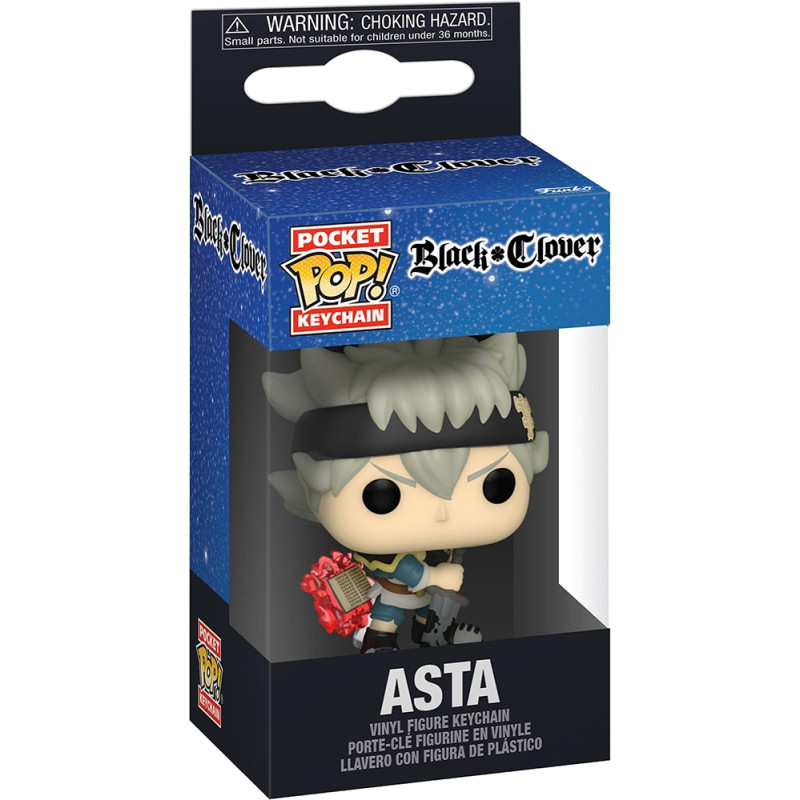 ⚠ WARNING: CHOKING HAZARD.
Small parts. Not suitable for children under 36 months.
Black Clover
Funko
Black Clover
POCKET
POP!®
KEYCHAIN
Black Clover
POCKET
POP!
KEYCHAIN
ASTA
VINYL FIGURE KEYCHAIN
PORTE-CLÉ FIGURINE EN VINYLE
LLAVERO CON FIGURA DE PLÁSTICO